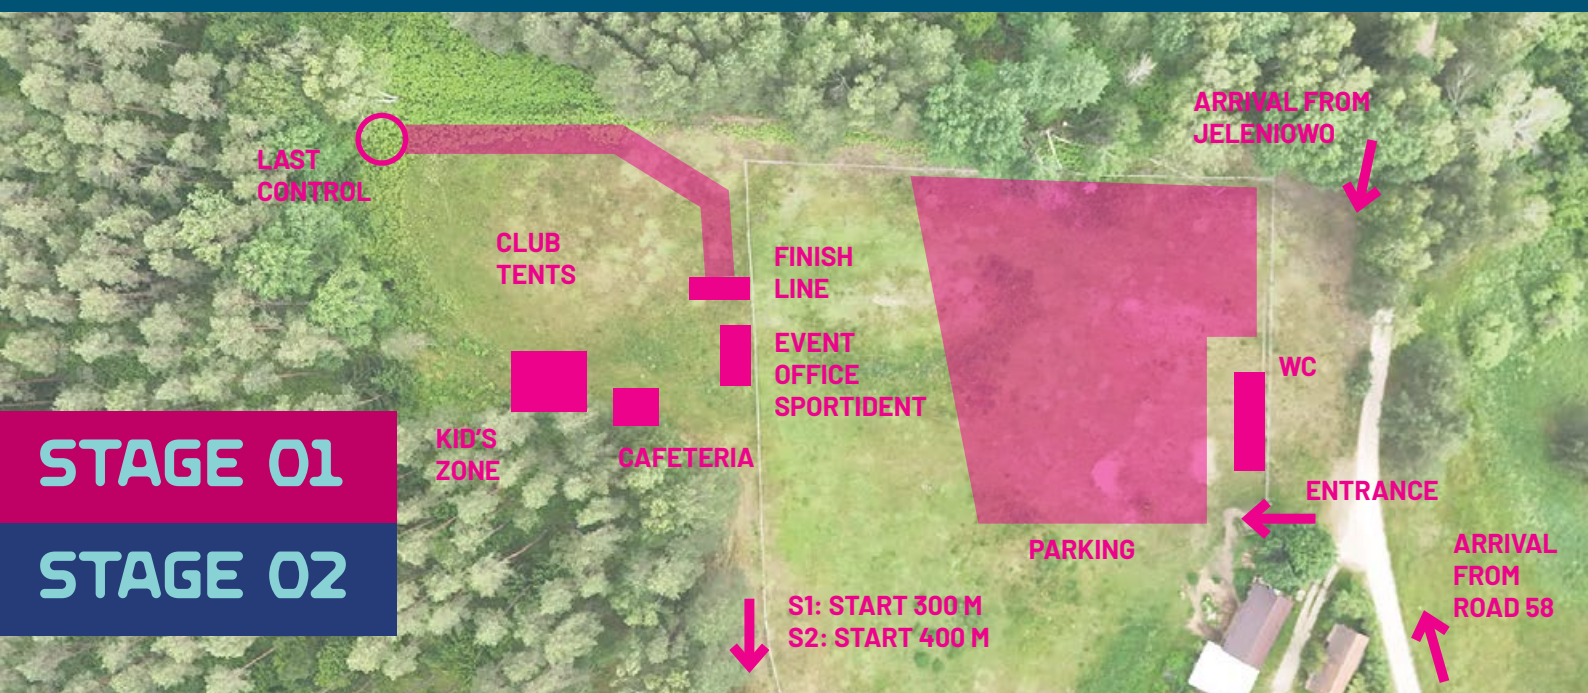 ARRIVAL FROM
JELENIOWO
LAST
CONTROL
CLUB
TENTS
FINISH
LINE
EVENT
OFFICE
SPORTIDENT
WC
KID'S
ZONE
CAFETERIA
STAGE 01
STAGE 02
ENTRANCE
PARKING
ARRIVAL
FROM
ROAD 58
S1: START 300 M
S2: START 400 M